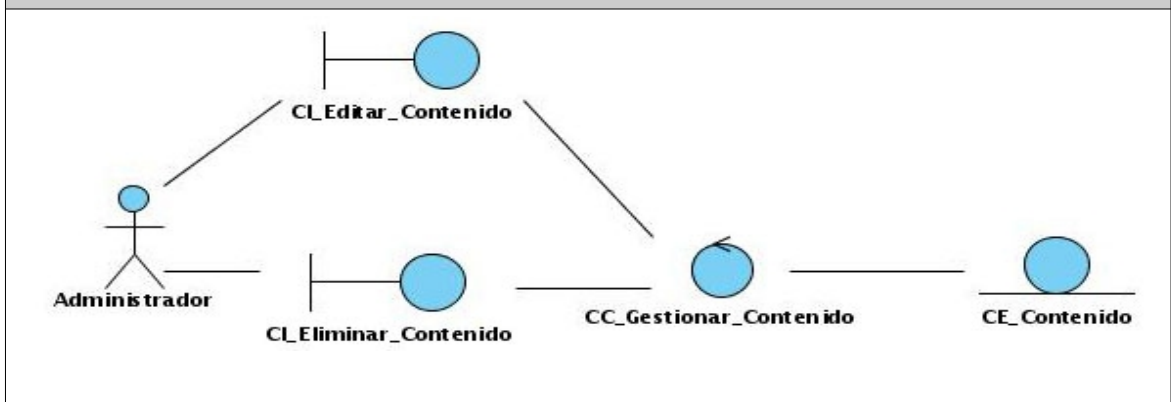 CI_Editar_Contenido
Administrador
CI_Eliminar_Contenido
CC_Gestionar_Contenido
CE_Contenido